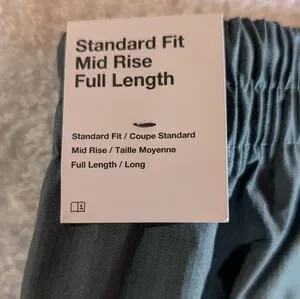 Standard Fit
Mid Rise
Full Length
Standard Fit / Coupe Standard
Mid Rise / Taille Moyenne
Full Length / Long